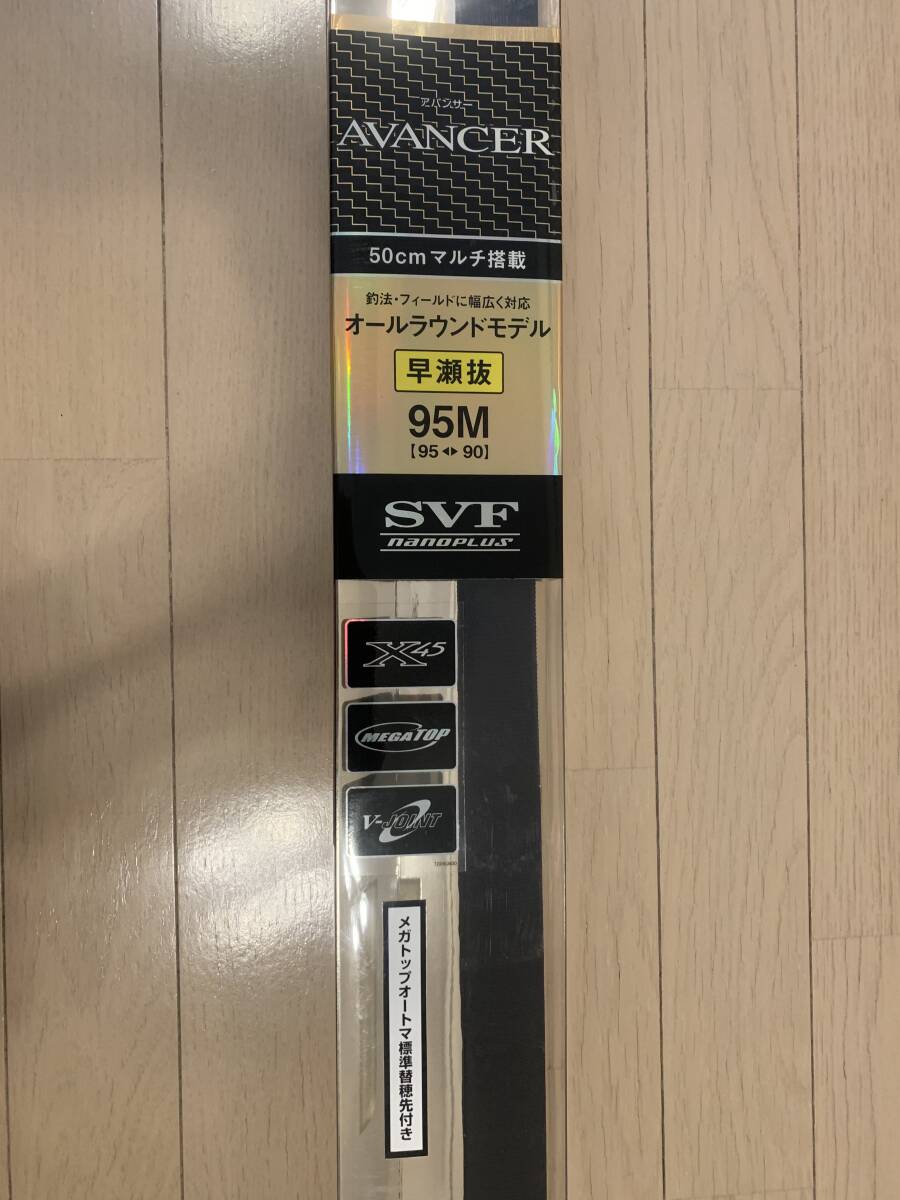 アバンサー
AVANCER
50cmマルチ搭載
釣法・フィールドに幅広く対応
オールラウンドモデル
早瀬抜
95M
【95◂▸90】
SVF
nanoPLUS
X45
MEGATOP
V-JOINT
メガトップオートマ標準替穂先付き